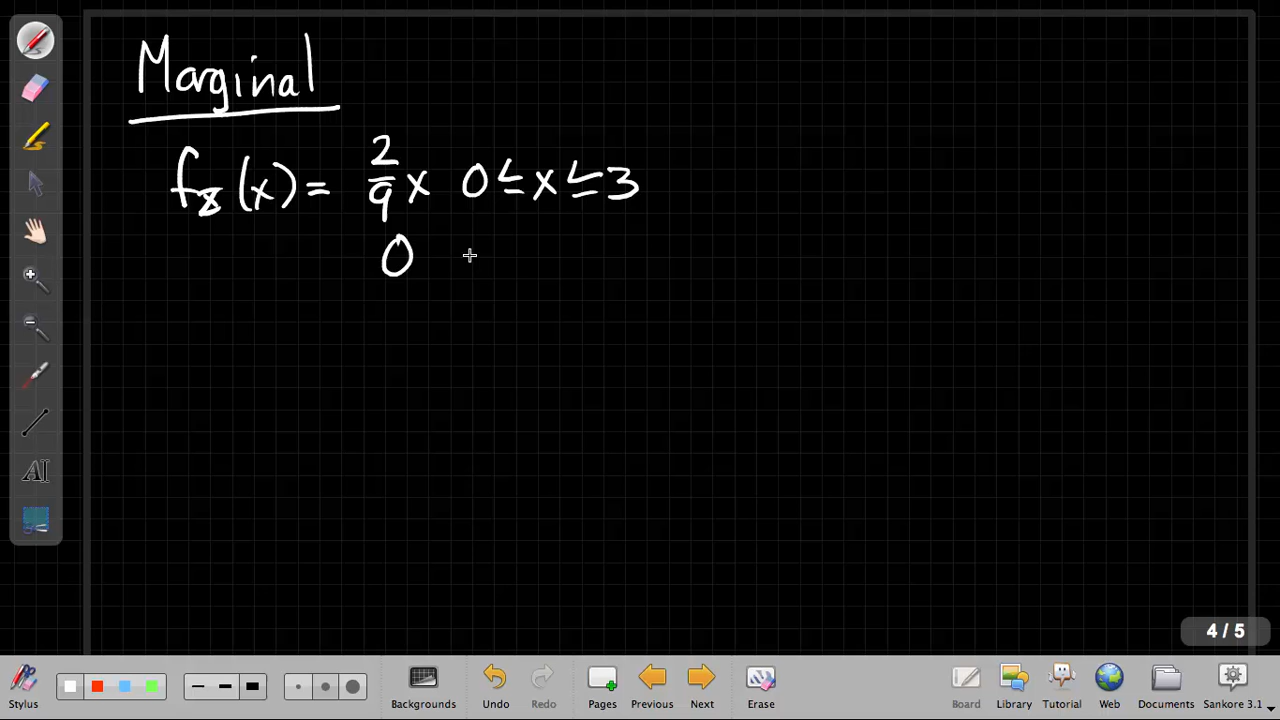 Marginal
f_X(x) = 2/9 x 0 ≤ x ≤ 3
0
4 / 5
Stylus
Backgrounds
Undo
Redo
Pages
Previous
Next
Erase
Board
Library
Tutorial
Web
Documents
Sankore 3.1
AI